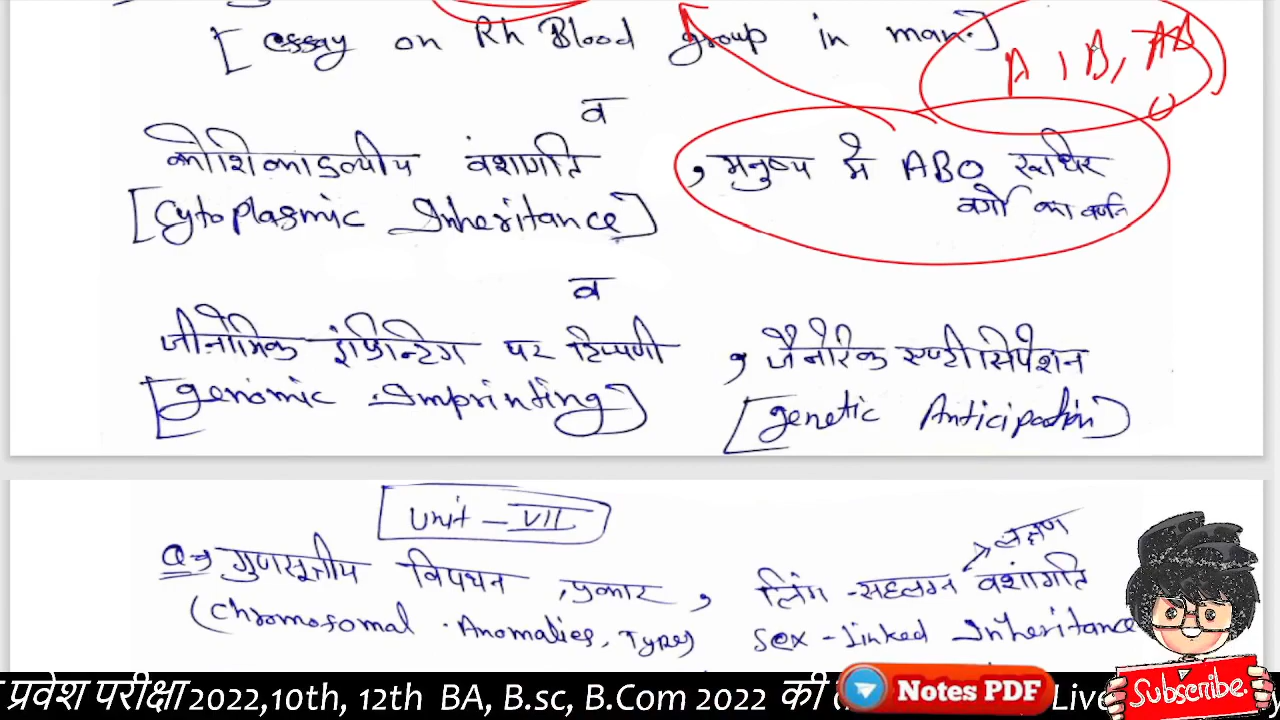 [essay on Rh Blood group in man.]
A, B, AB
O
व
कोशिकाद्रव्यीय वंशागति , मनुष्य में ABO रूधिर
वर्गो का वर्णन
[Cytoplasmic Inheritance]
व
जीनोमिक इंप्रिन्टिंग पर टिप्पणी , जैनेटिक एण्टीसिपेशन
[Genomic Imprinting] [Genetic Anticipation]
Unit - VII
लक्षण
Q→ गुणसूत्रीय विपथन , प्रकार , लिंग - सहलग्न वंशागति
(Chromosomal Anomalies, Types) Sex - linked Inheritance
प्रवेश परीक्षा 2022,10th, 12th BA, B.sc, B.Com 2022 की
Notes PDF
Live
Subscribe.